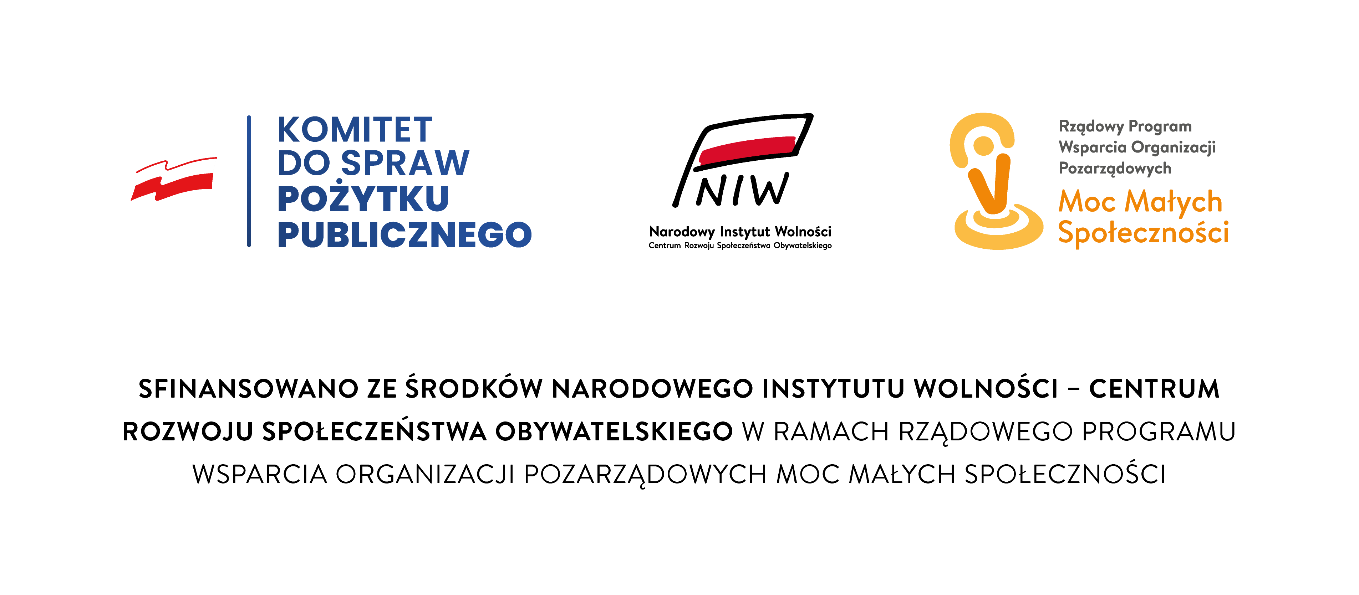 KOMITET
DO SPRAW
POŻYTKU
PUBLICZNEGO
NIW
Narodowy Instytut Wolności
Centrum Rozwoju Społeczeństwa Obywatelskiego
Rządowy Program
Wsparcia Organizacji
Pozarządowych
Moc Małych
Społeczności
SFINANSOWANO ZE ŚRODKÓW NARODOWEGO INSTYTUTU WOLNOŚCI – CENTRUM
ROZWOJU SPOŁECZEŃSTWA OBYWATELSKIEGO W RAMACH RZĄDOWEGO PROGRAMU
WSPARCIA ORGANIZACJI POZARZĄDOWYCH MOC MAŁYCH SPOŁECZNOŚCI